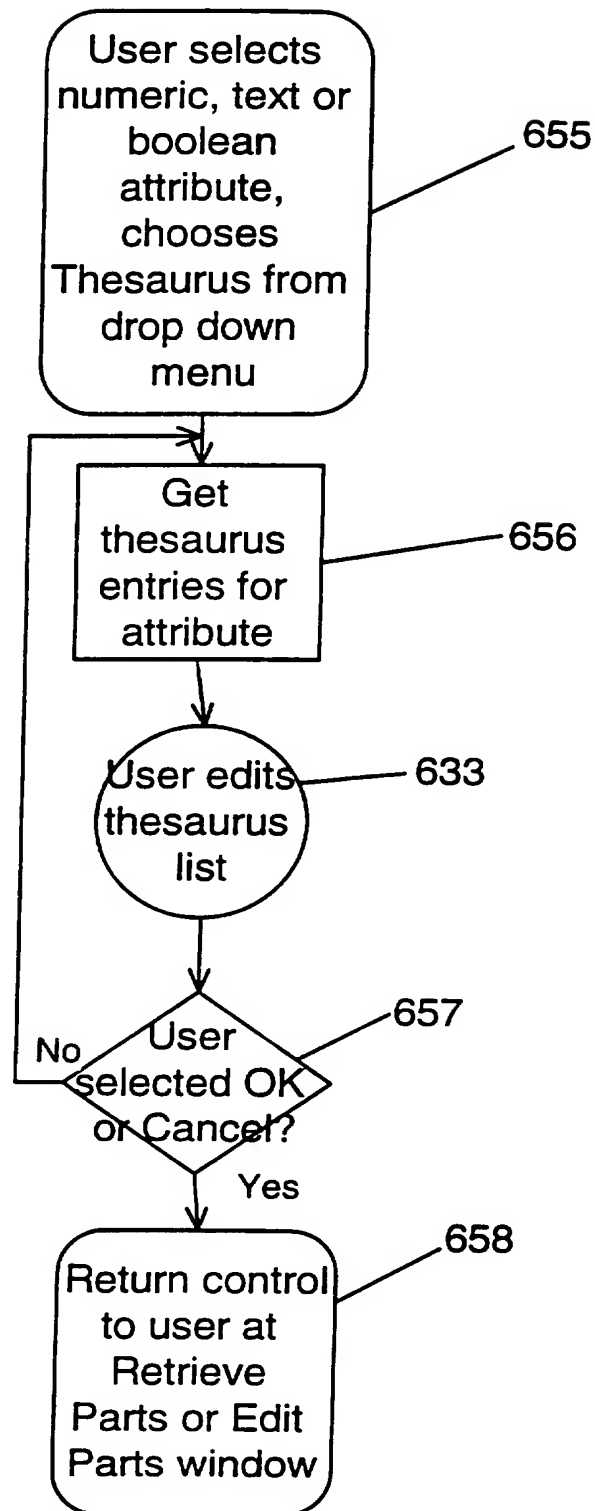 User selects
numeric, text or
boolean
attribute,
chooses
Thesaurus from
drop down
menu
655
Get
thesaurus
entries for
attribute
656
User edits
thesaurus
list
633
User
selected OK
or Cancel?
657
No
Yes
Return control
to user at
Retrieve
Parts or Edit
Parts window
658